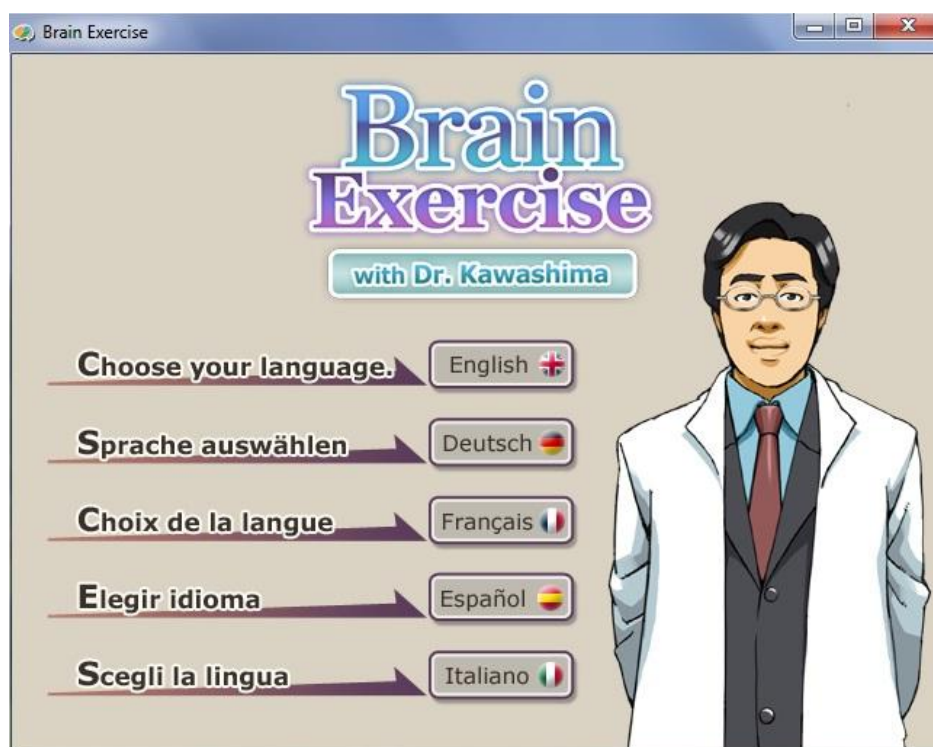 Brain Exercise
Brain
Exercise
with Dr. Kawashima
Choose your language.
English
Sprache auswählen
Deutsch
Choix de la langue
Français
Elegir idioma
Español
Scegli la lingua
Italiano